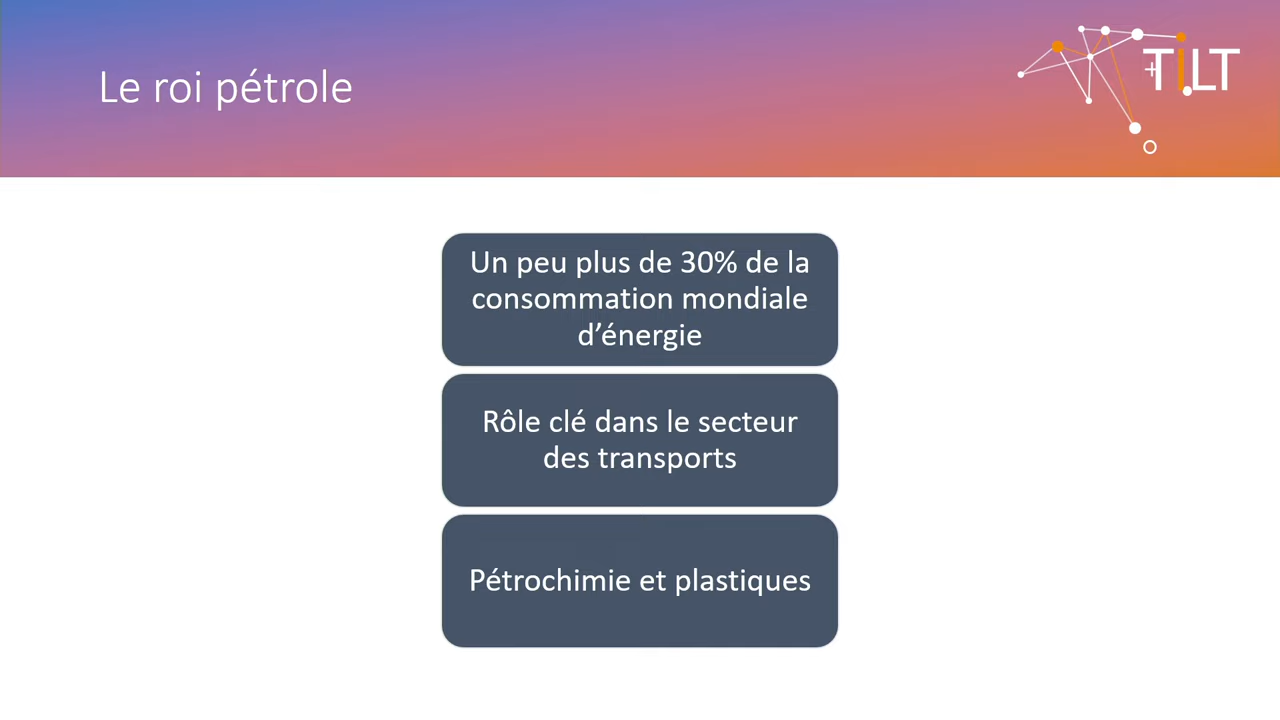 Le roi pétrole
+TiLT
Un peu plus de 30% de la
consommation mondiale
d’énergie
Rôle clé dans le secteur
des transports
Pétrochimie et plastiques